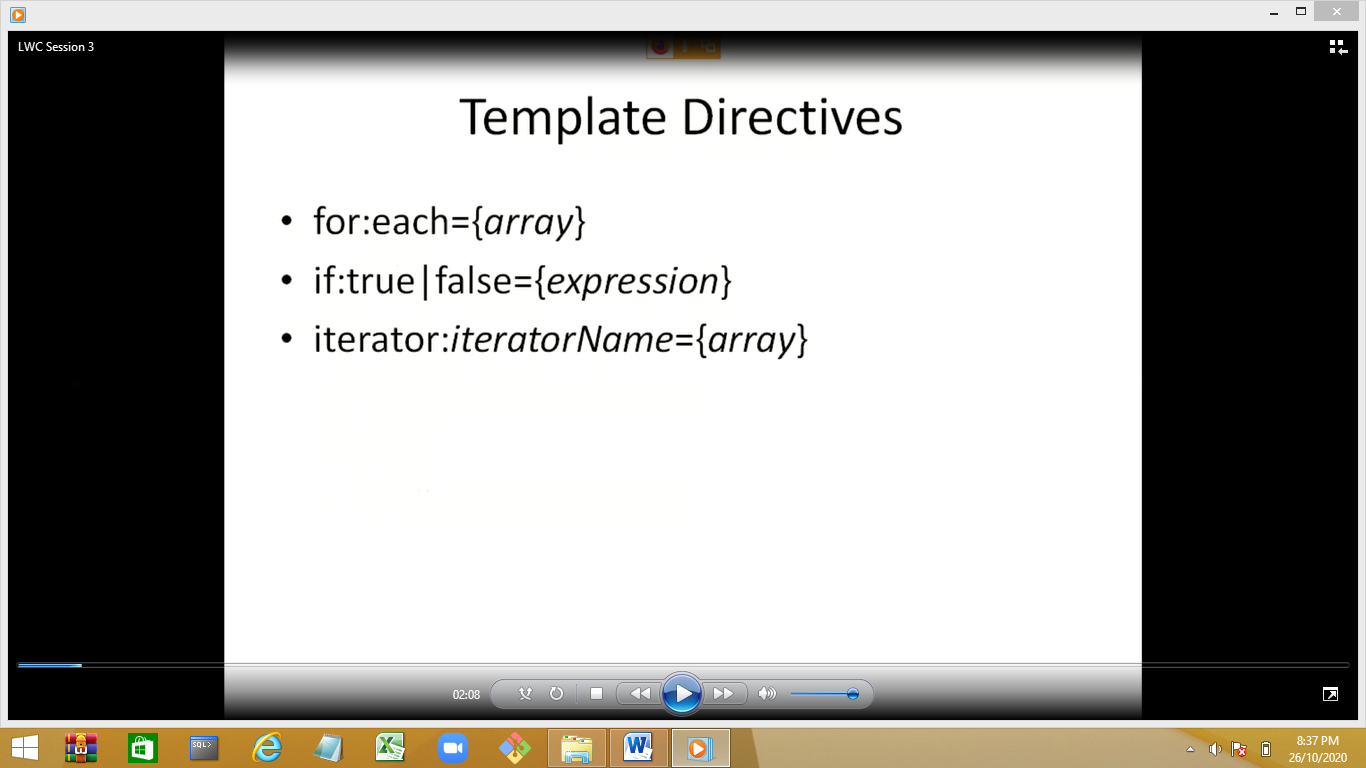 LWC Session 3
Template Directives
• for:each={array}
• if:true|false={expression}
• iterator:iteratorName={array}
02:08
SQL>
8:37 PM
26/10/2020